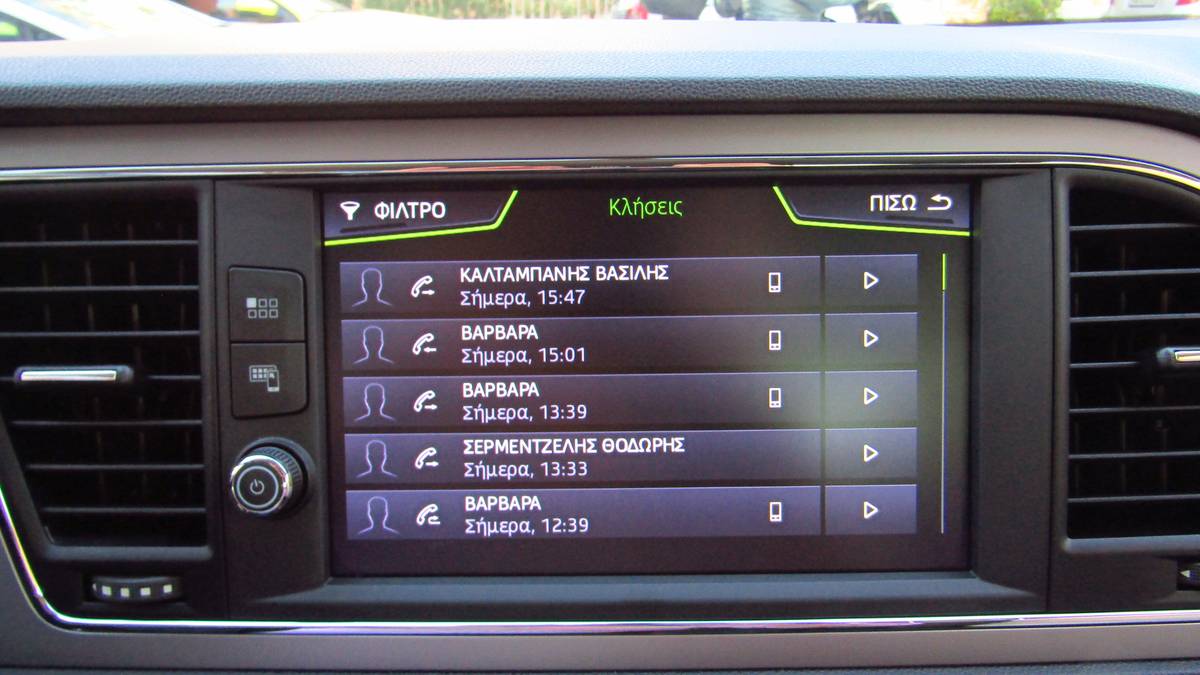 ΦΙΛΤΡΟ
Κλήσεις
ΠΙΣΩ
ΚΑΛΤΑΜΠΑΝΗΣ ΒΑΣΙΛΗΣ
Σήμερα, 15:47
ΒΑΡΒΑΡΑ
Σήμερα, 15:01
ΒΑΡΒΑΡΑ
Σήμερα, 13:39
ΣΕΡΜΕΝΤΖΕΛΗΣ ΘΟΔΩΡΗΣ
Σήμερα, 13:33
ΒΑΡΒΑΡΑ
Σήμερα, 12:39